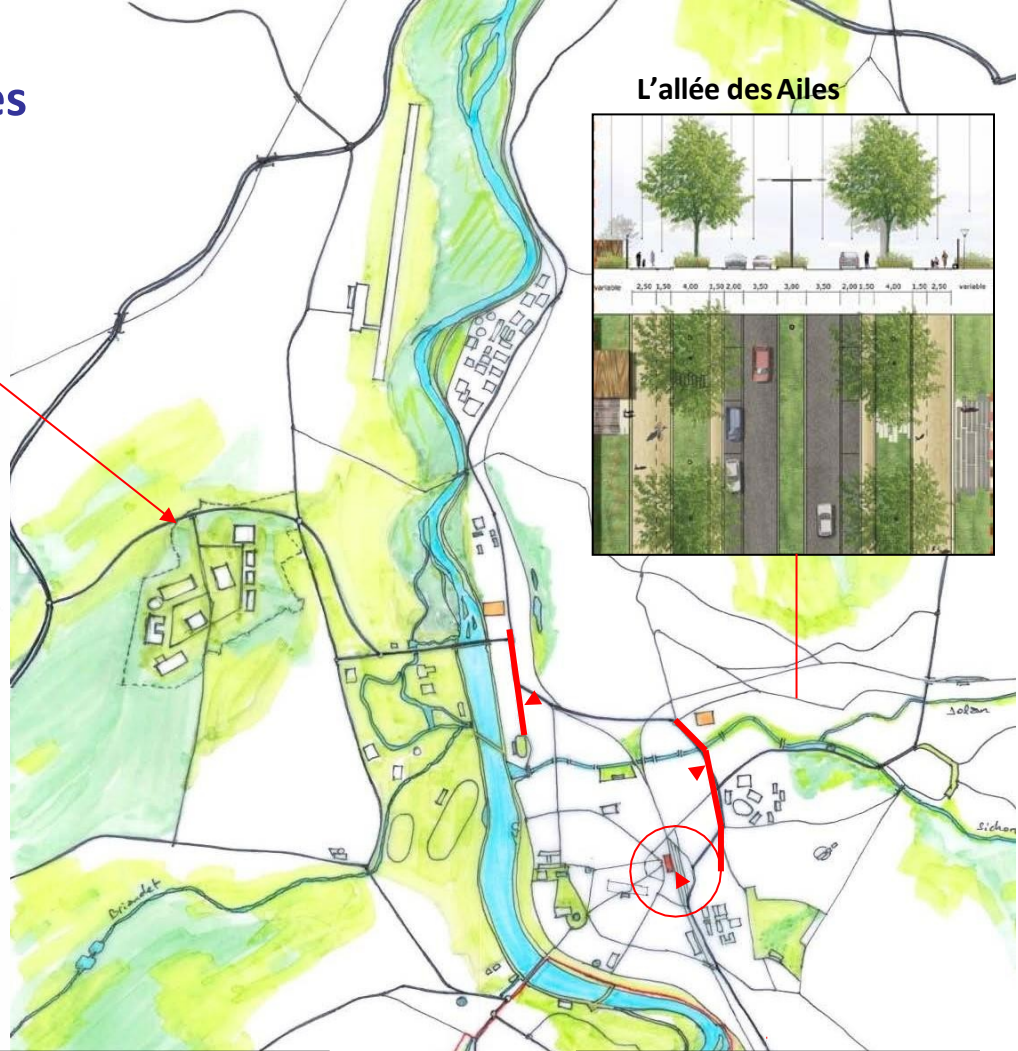 es
L'allée des Ailes
variable 2,50 1,50 4,00 1,50 2,00 3,50 3,00 3,50 2,00 1,50 4,00 1,50 2,50 variable
Jolan
Sichon
Briandet